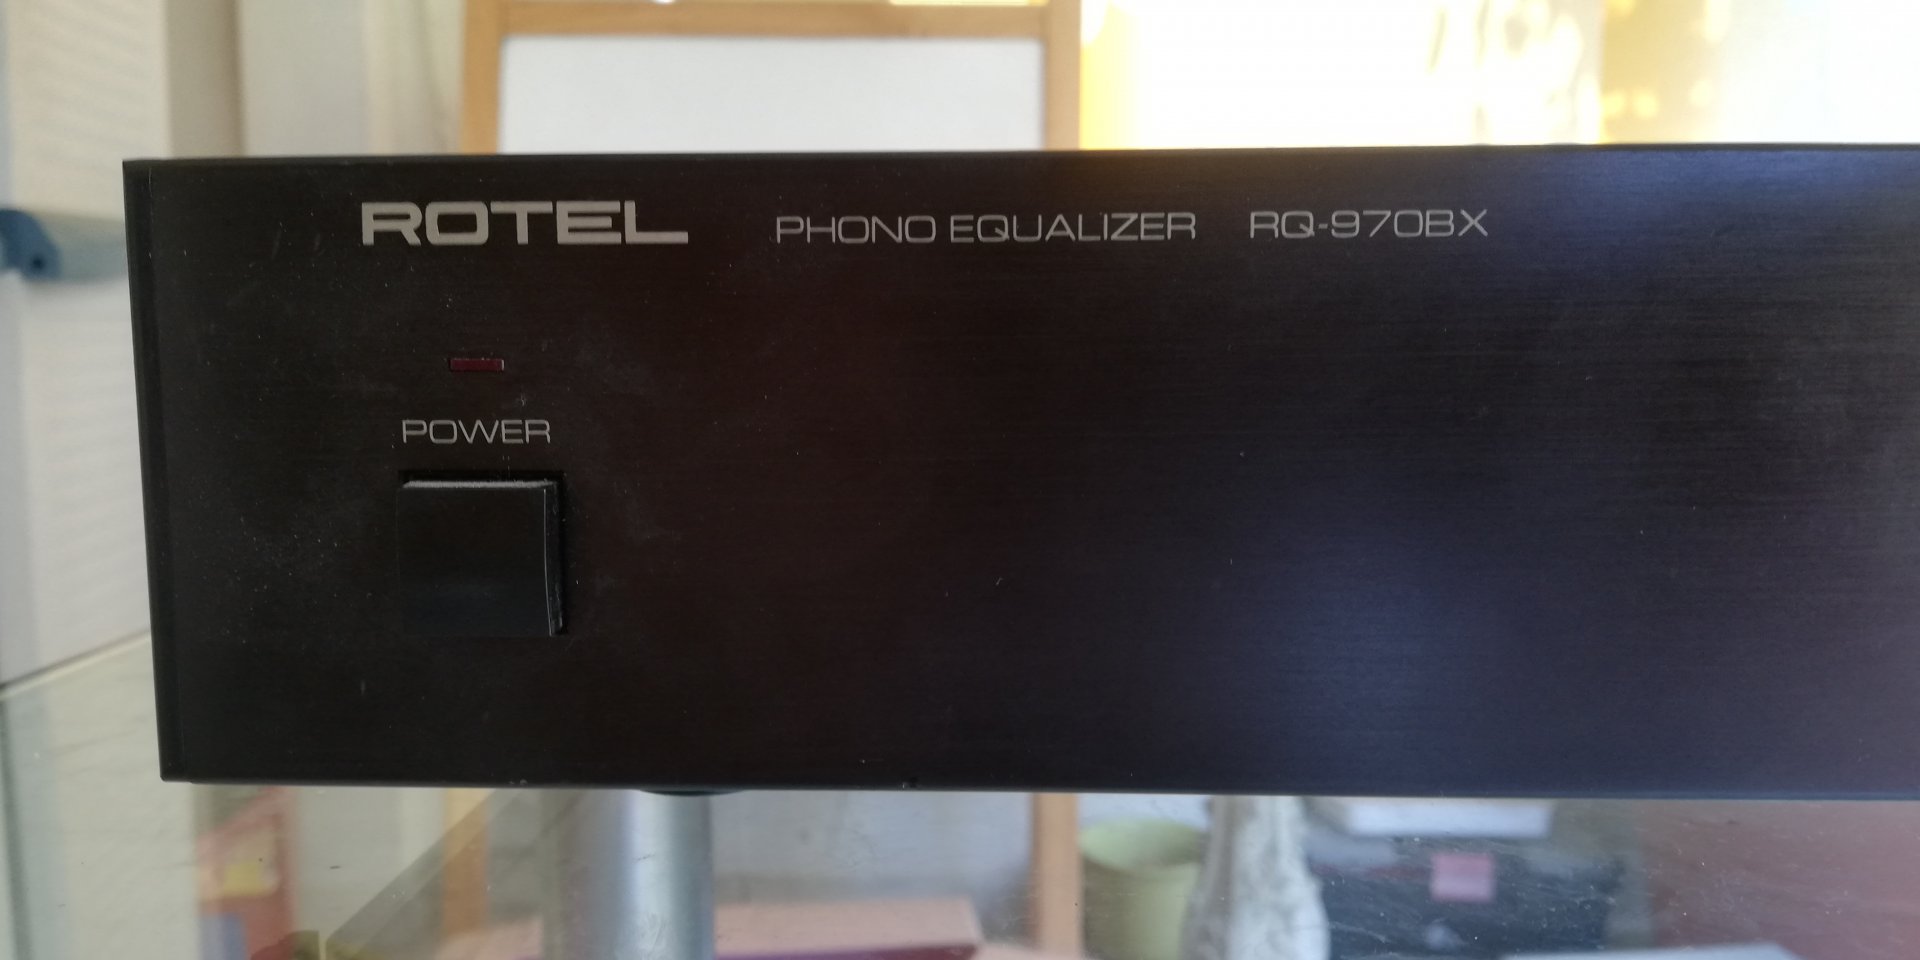 ROTEL PHONO EQUALIZER RQ-970BX
POWER